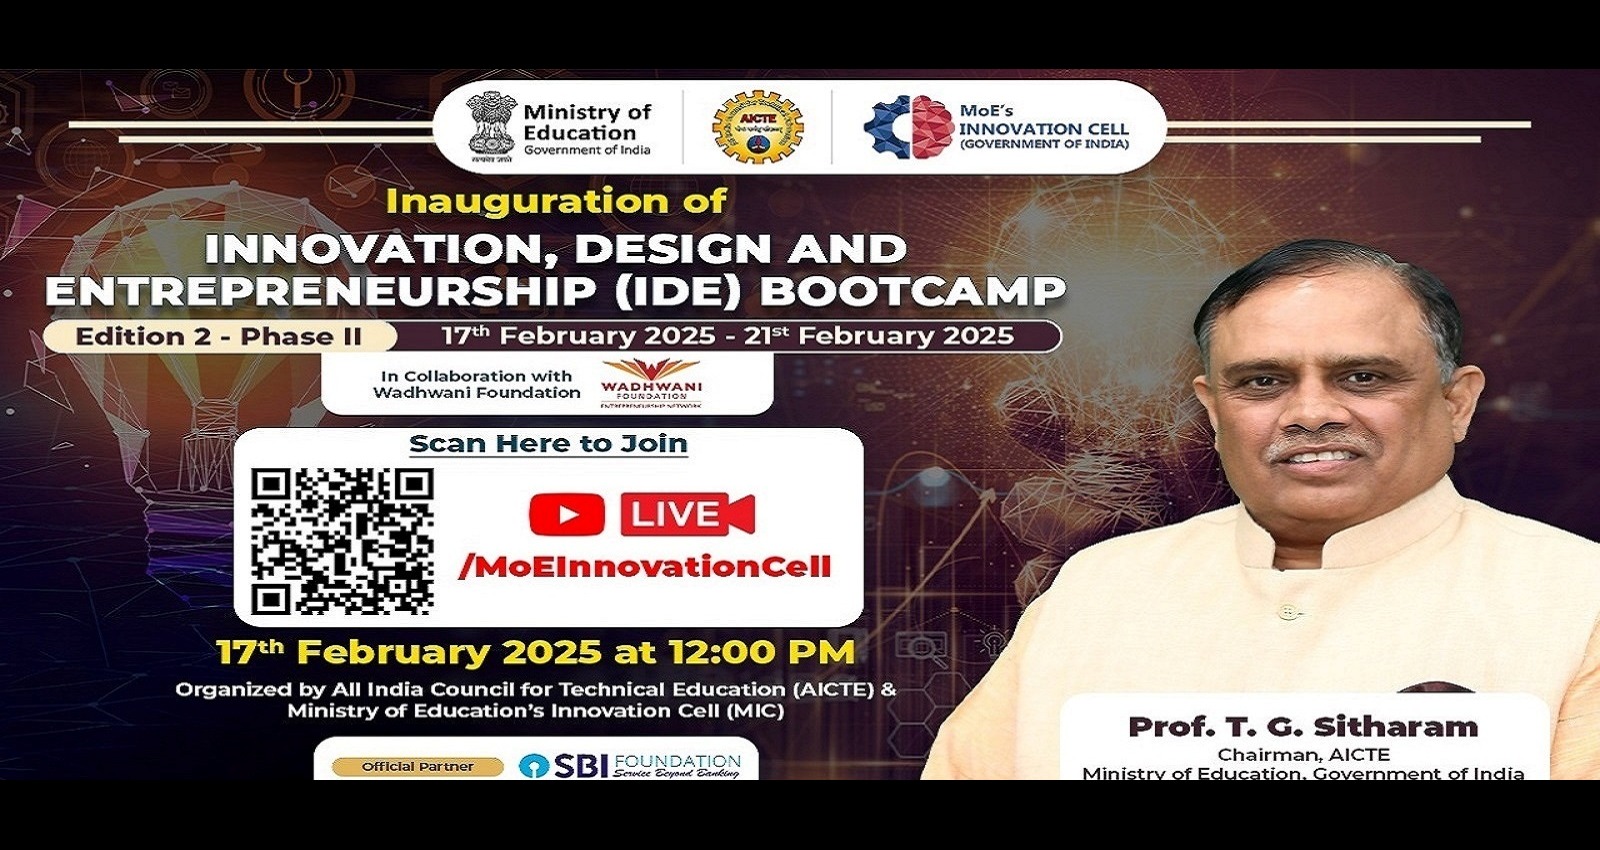 Ministry of
Education
Government of India
सत्यमेव जयते
AICTE
MoE's
INNOVATION CELL
(GOVERNMENT OF INDIA)
Inauguration of
INNOVATION, DESIGN AND
ENTREPRENEURSHIP (IDE) BOOTCAMP
Edition 2 - Phase II
17th February 2025 - 21st February 2025
In Collaboration with
Wadhwani Foundation
WADHWANI
FOUNDATION
ENTREPRENEURSHIP NETWORK
Scan Here to Join
LIVE
/MoEInnovationCell
17th February 2025 at 12:00 PM
Organized by All India Council for Technical Education (AICTE) &
Ministry of Education's Innovation Cell (MIC)
Official Partner
SBI FOUNDATION
Service Beyond Banking
Prof. T. G. Sitharam
Chairman, AICTE
Ministry of Education, Government of India